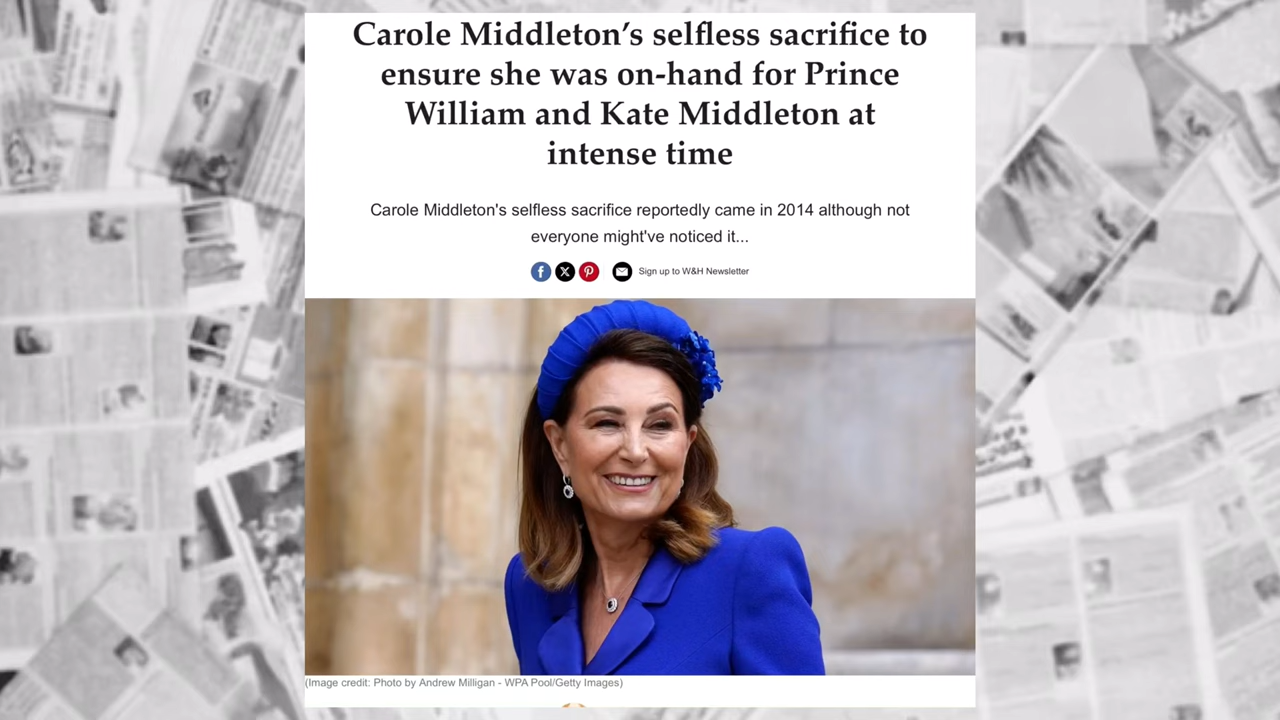 Carole Middleton’s selfless sacrifice to
ensure she was on-hand for Prince
William and Kate Middleton at
intense time
Carole Middleton's selfless sacrifice reportedly came in 2014 although not
everyone might've noticed it...
Sign up to W&H Newsletter
(Image credit: Photo by Andrew Milligan - WPA Pool/Getty Images)